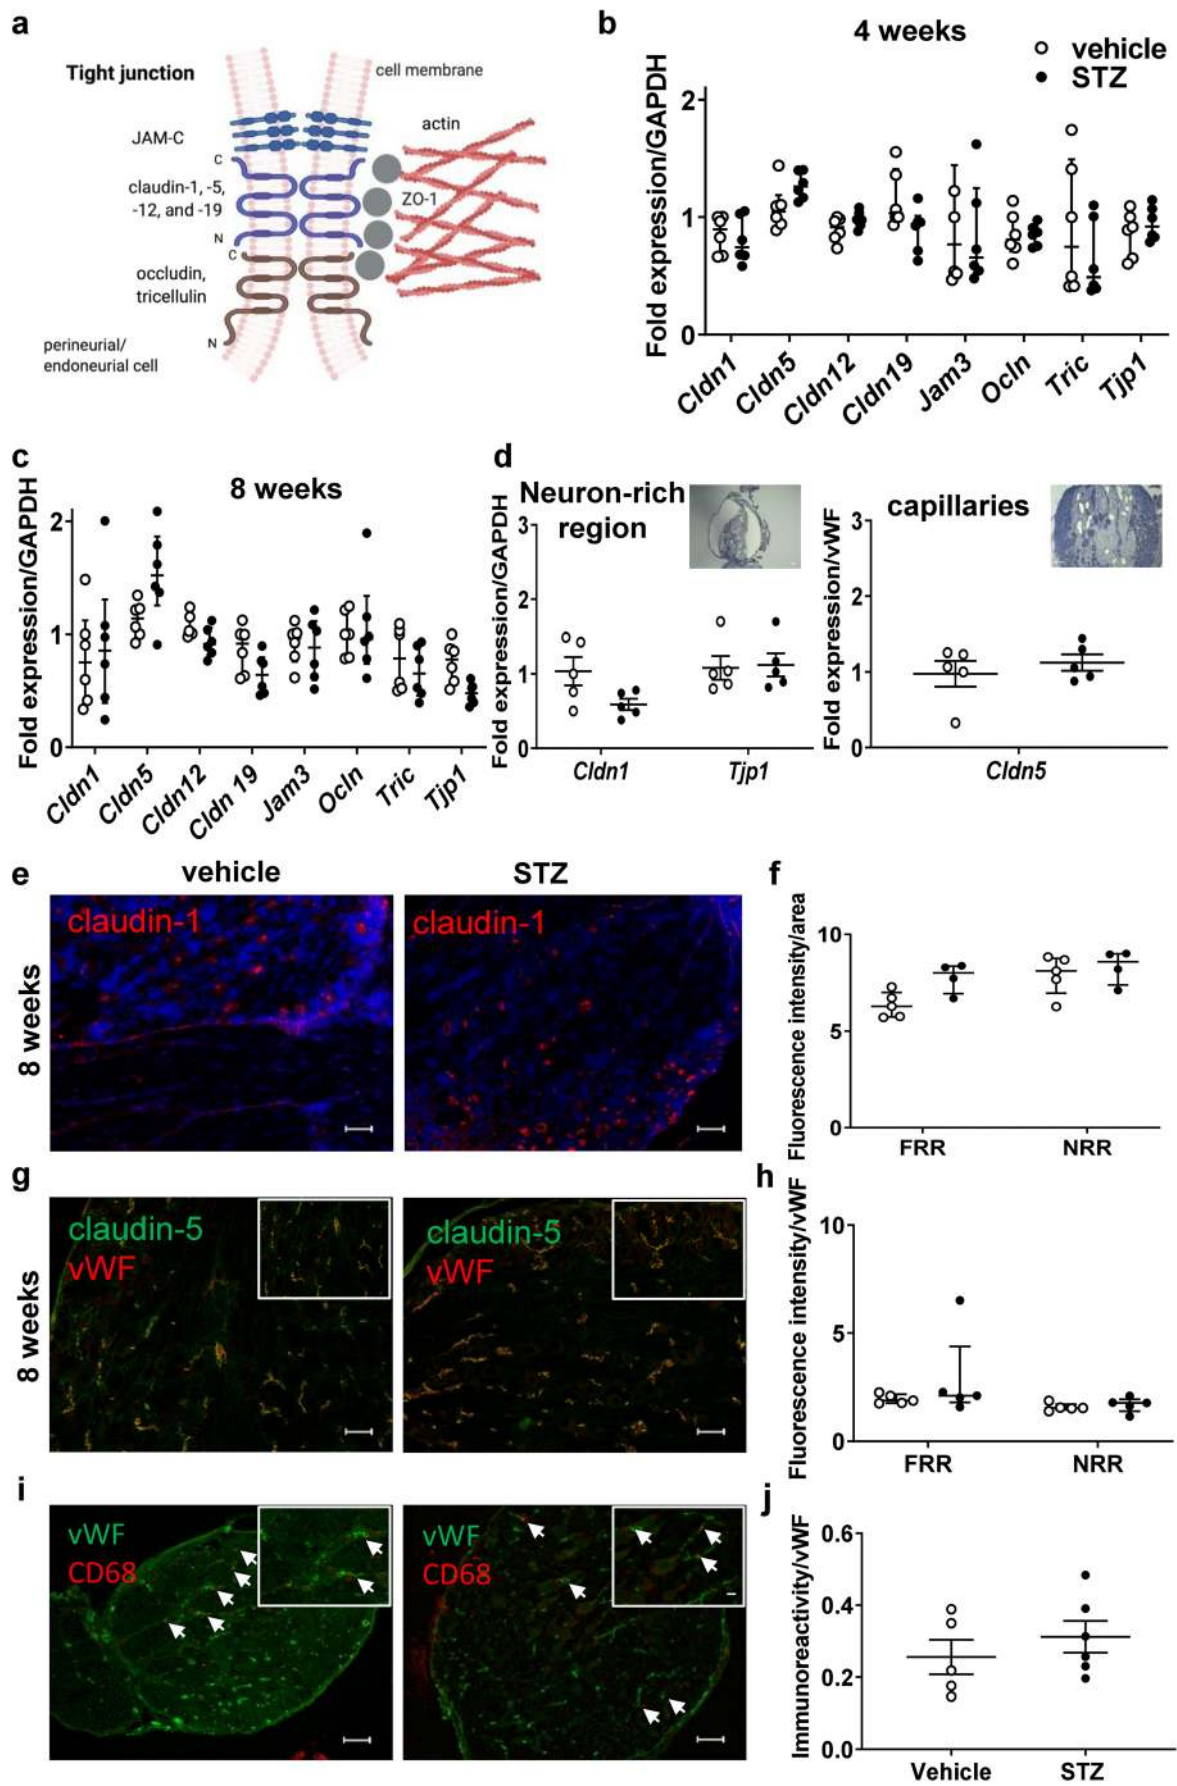 a
Tight junction
cell membrane
JAM-C
actin
C
claudin-1, -5,
-12, and -19
ZO-1
N
C
occludin,
tricellulin
N
perineurial/
endoneurial cell
b
4 weeks
vehicle
STZ
Fold expression/GAPDH
2
1
0
Cldn1
Cldn5
Cldn12
Cldn19
Jam3
Ocln
Tric
Tjp1
c
8 weeks
Fold expression/GAPDH
2
1
0
Cldn1
Cldn5
Cldn12
Cldn 19
Jam3
Ocln
Tric
Tjp1
d
Neuron-rich
region
Fold expression/GAPDH
3
2
1
0
Cldn1
Tjp1
capillaries
Fold expression/vWF
3
2
1
0
Cldn5
e
vehicle
STZ
8 weeks
claudin-1
claudin-1
f
Fluorescence intensity/area
10
5
0
FRR
NRR
g
8 weeks
claudin-5
vWF
claudin-5
vWF
h
Fluorescence intensity/vWF
10
5
0
FRR
NRR
i
vWF
CD68
vWF
CD68
j
Immunoreactivity/vWF
0.6
0.4
0.2
0.0
Vehicle
STZ